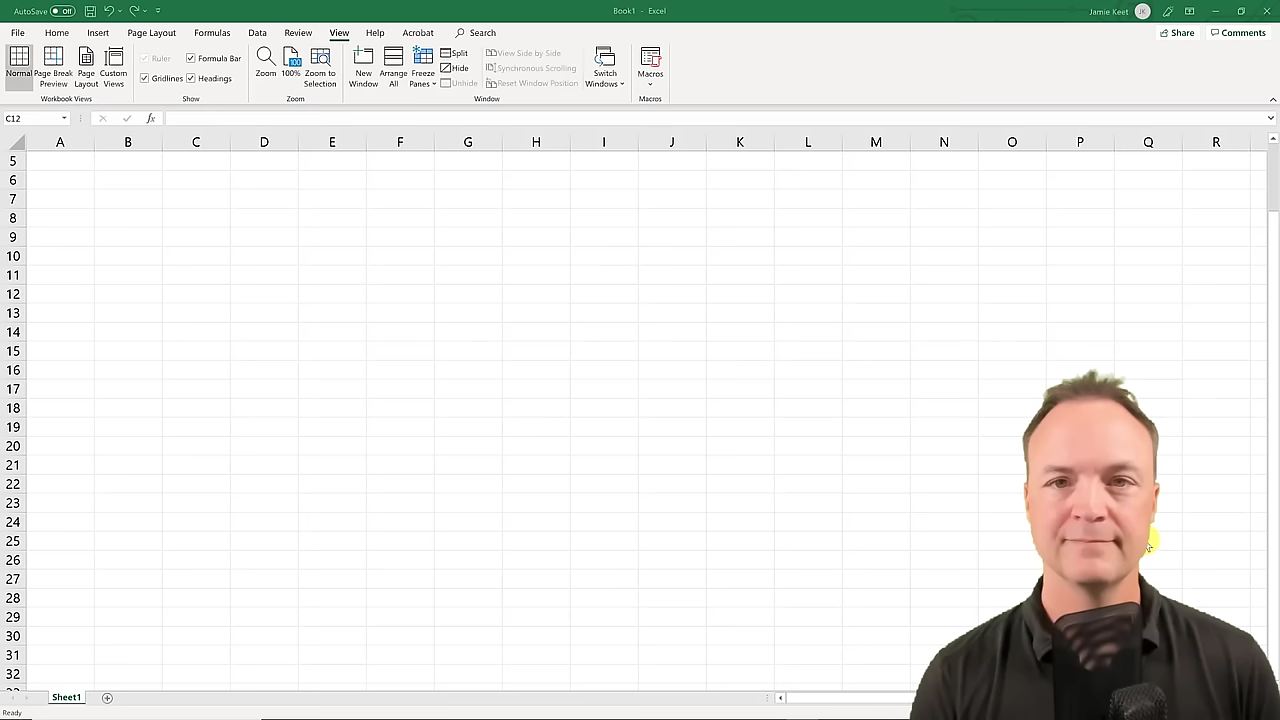 AutoSave Off Book1 - Excel Jamie Keet JK
File Home Insert Page Layout Formulas Data Review View Help Acrobat Search Share Comments
Normal Page Break Preview Page Layout Custom Views
Workbook Views
Ruler Formula Bar
Gridlines Headings
Show
Zoom 100 100% Zoom to Selection
Zoom
New Window Arrange All Freeze Panes
Split
Hide
Unhide
View Side by Side
Synchronous Scrolling
Reset Window Position
Switch Windows
Window
Macros
Macros
C12 fx
A B C D E F G H I J K L M N O P Q R
5
6
7
8
9
10
11
12
13
14
15
16
17
18
19
20
21
22
23
24
25
26
27
28
29
30
31
32
Sheet1
Ready